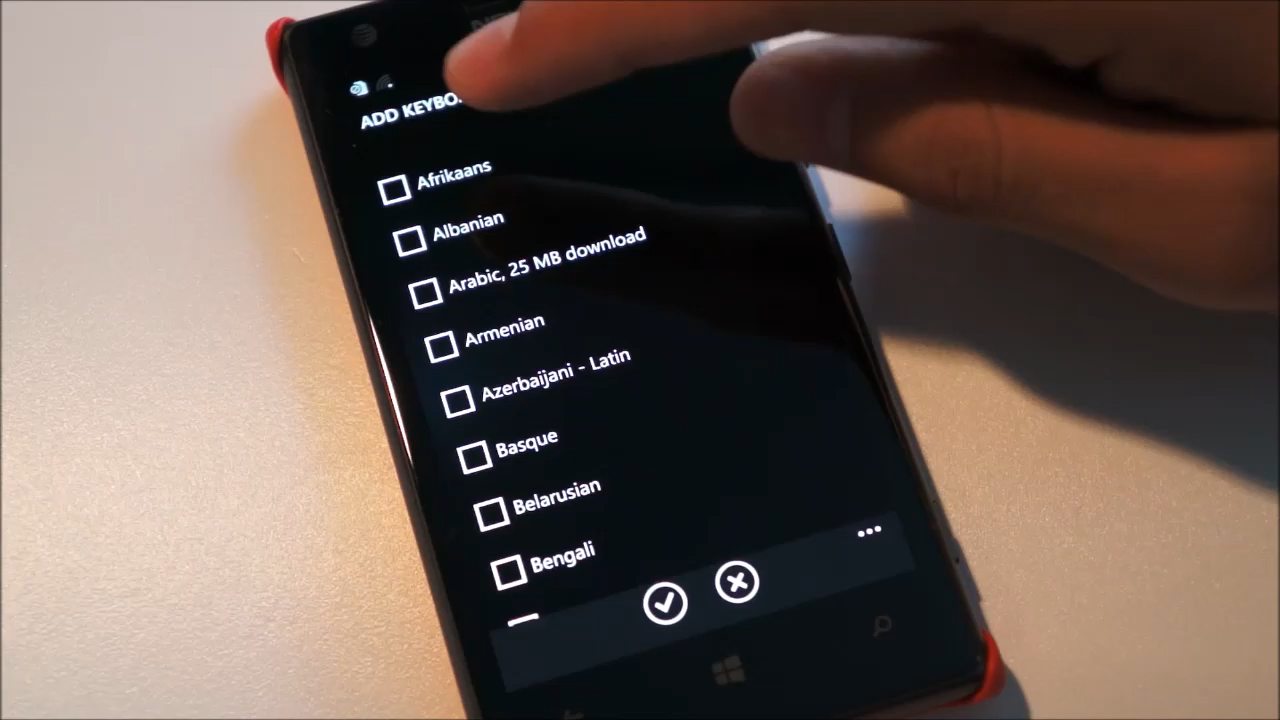 ADD KEYBO
Afrikaans
Albanian
Arabic, 25 MB download
Armenian
Azerbaijani - Latin
Basque
Belarusian
Bengali